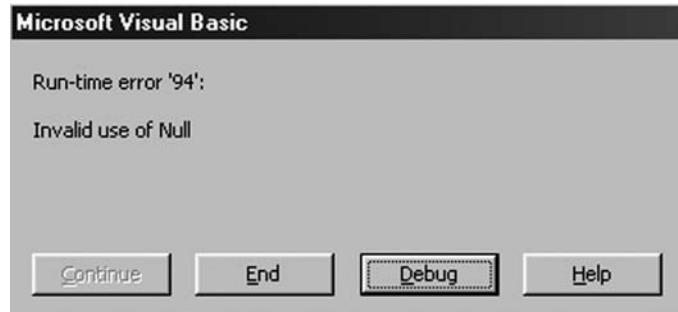 Microsoft Visual Basic
Run-time error '94':
Invalid use of Null
Continue
End
Debug
Help